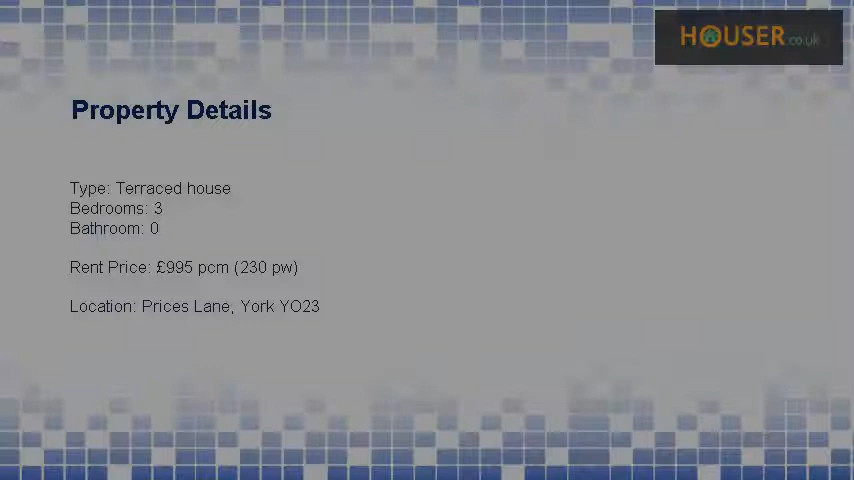 HOUSER.co.uk
Property Details
Type: Terraced house
Bedrooms: 3
Bathroom: 0
Rent Price: £995 pcm (230 pw)
Location: Prices Lane, York YO23